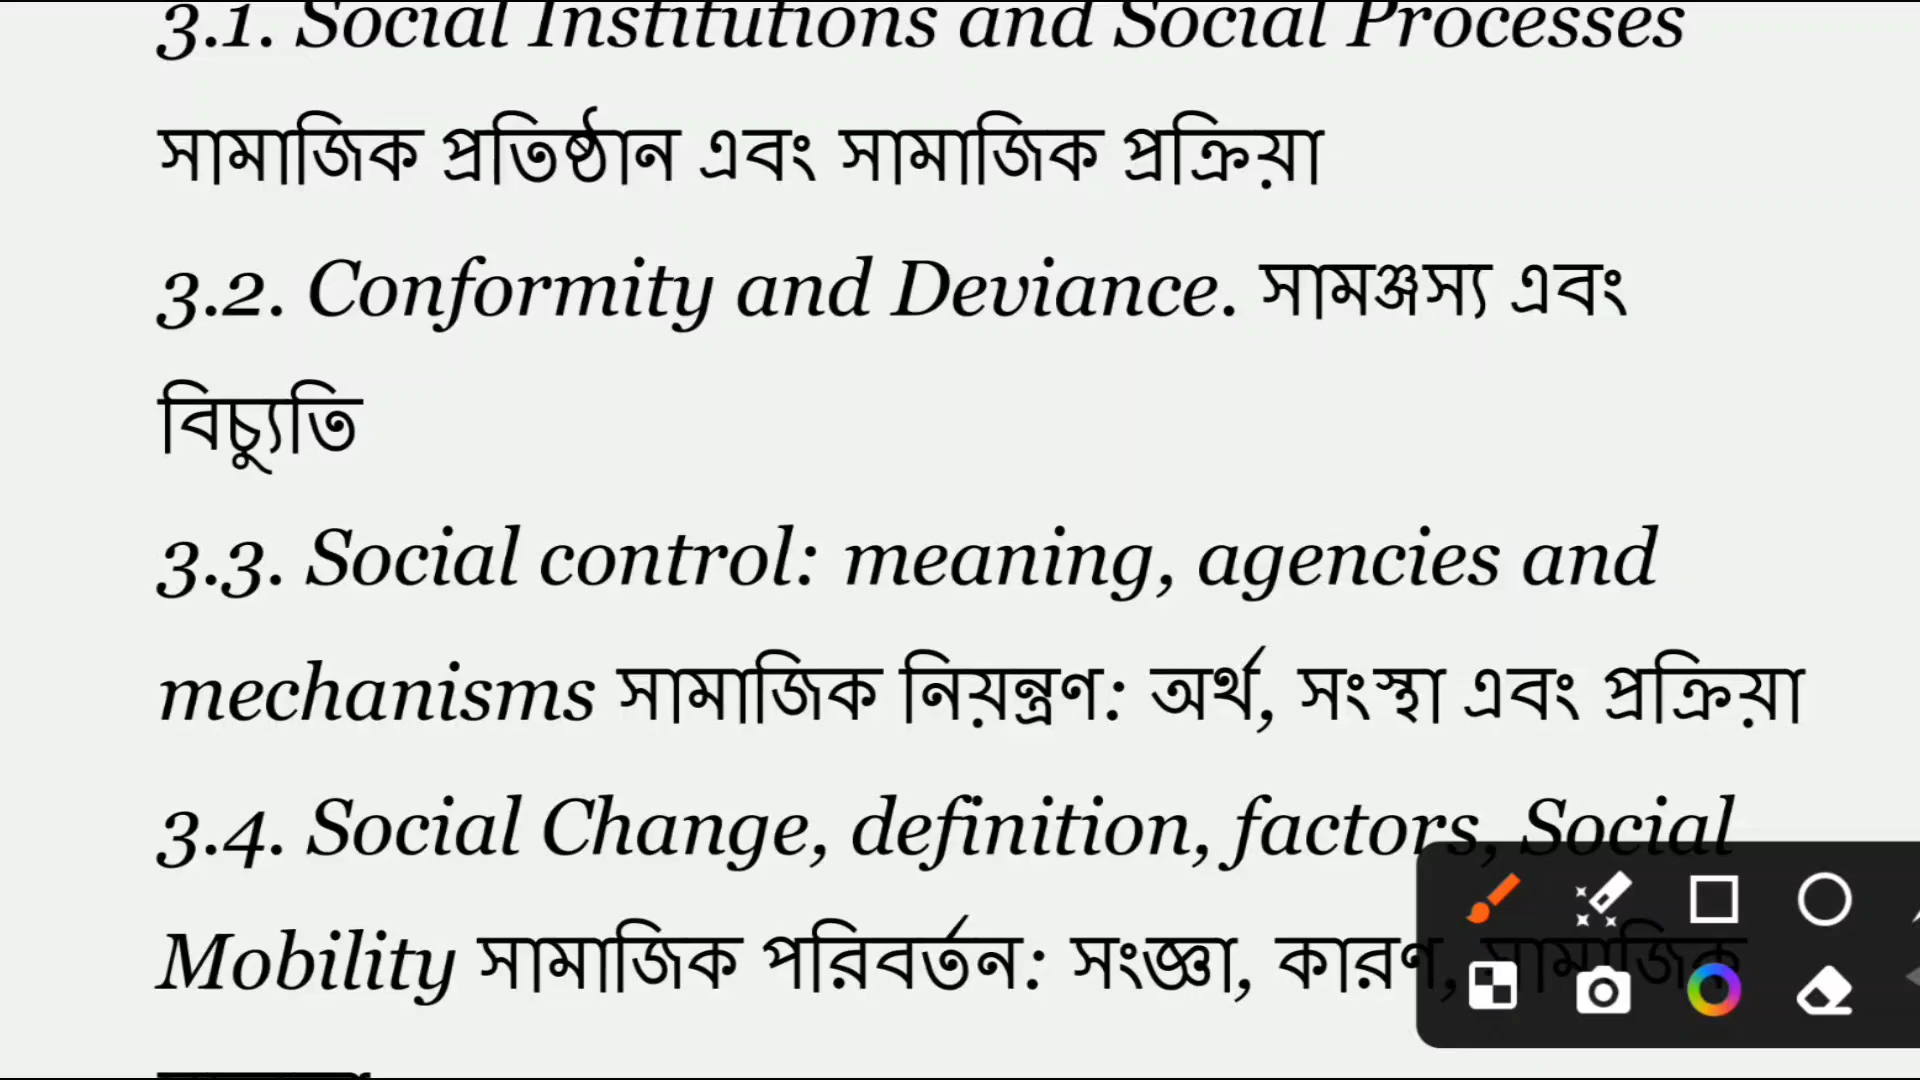 3.1. Social Institutions and Social Processes
সামাজিক প্রতিষ্ঠান এবং সামাজিক প্রক্রিয়া
3.2. Conformity and Deviance. সামঞ্জস্য এবং
বিচ্যুতি
3.3. Social control: meaning, agencies and
mechanisms সামাজিক নিয়ন্ত্রণ: অর্থ, সংস্থা এবং প্রক্রিয়া
3.4. Social Change, definition, factors, Social
Mobility সামাজিক পরিবর্তন: সংজ্ঞা, কারণ, সামাজিক